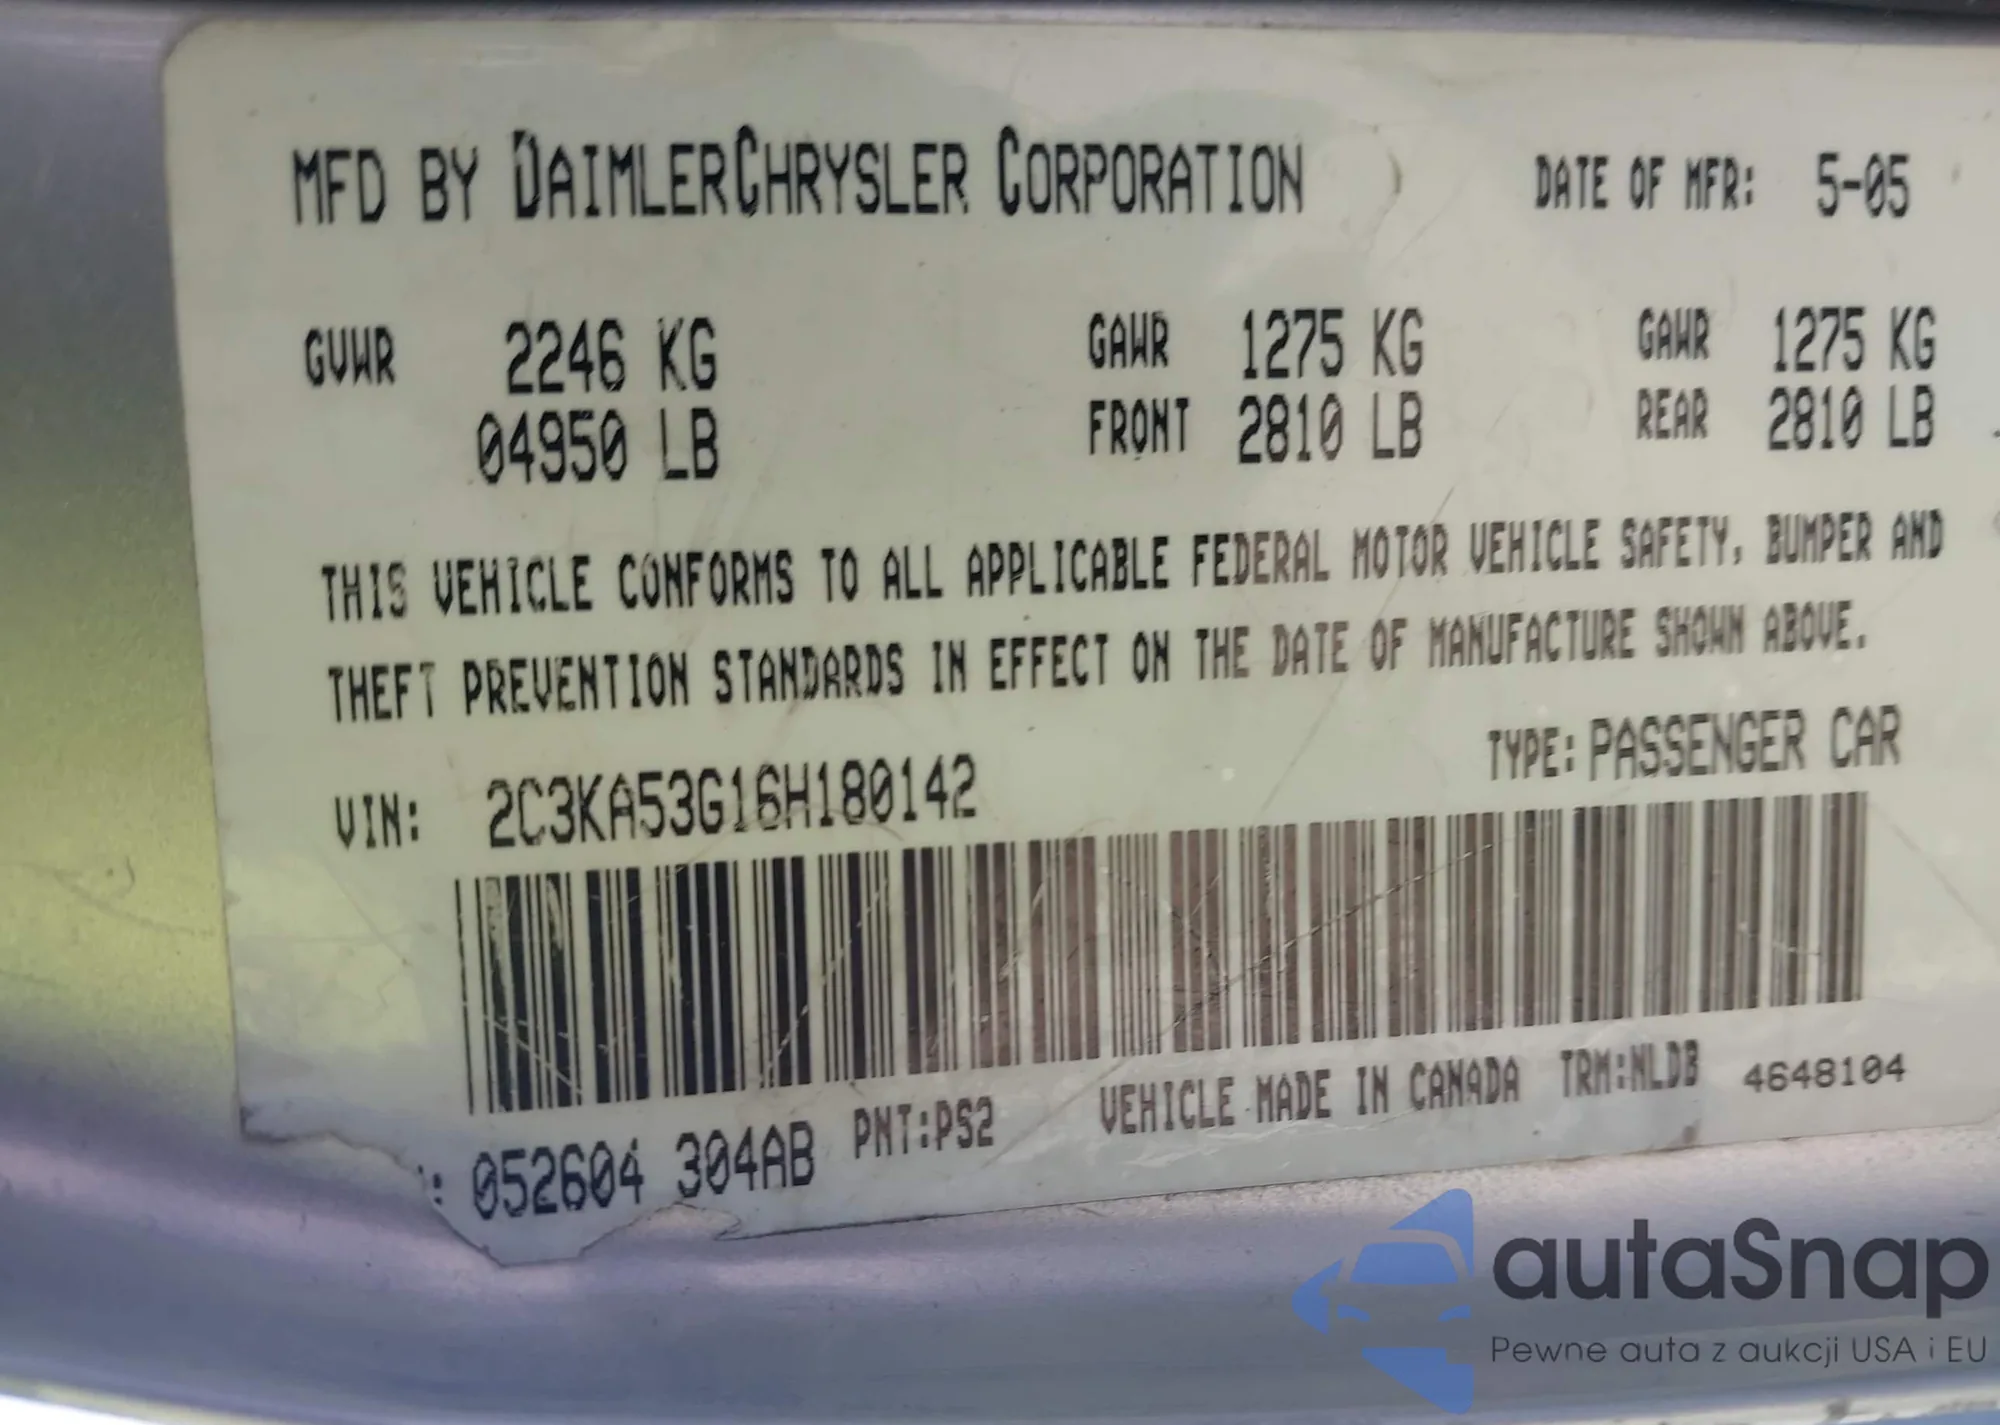 MFD BY DAIMLERCHRYSLER CORPORATION DATE OF MFR: 5-05
GVWR 2246 KG GAWR 1275 KG GAWR 1275 KG
04950 LB FRONT 2810 LB REAR 2810 LB
THIS VEHICLE CONFORMS TO ALL APPLICABLE FEDERAL MOTOR VEHICLE SAFETY, BUMPER AND
THEFT PREVENTION STANDARDS IN EFFECT ON THE DATE OF MANUFACTURE SHOWN ABOVE.
VIN: 2C3KA53G16H180142 TYPE: PASSENGER CAR
: 052604 304AB PNT:PS2 VEHICLE MADE IN CANADA TRM:NLDB 4648104
autaSnap
Pewne auta z aukcji USA i EU